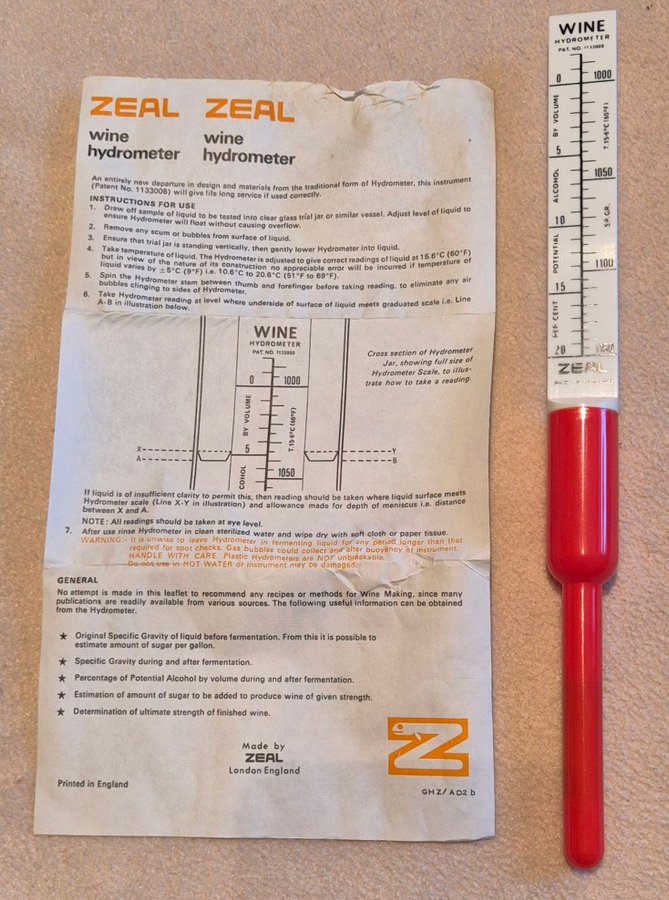 ZEAL ZEAL
wine wine
hydrometer hydrometer
An entirely new departure in design and materials from the traditional form of Hydrometer, this instrument
(Patent No. 1133008) will give life long service if used correctly.
INSTRUCTIONS FOR USE
1. Draw off sample of liquid to be tested into clear glass trial jar or similar vessel. Adjust level of liquid to
ensure Hydrometer will float without causing overflow.
2. Remove any scum or bubbles from surface of liquid.
3. Ensure that trial jar is standing vertically, then gently lower Hydrometer into liquid.
4. Take temperature of liquid. The Hydrometer is adjusted to give correct readings of liquid at 15.6°C (60°F)
but in view of the nature of its construction no appreciable error will be incurred if temperature of
liquid varies by ±5°C (9°F) i.e. 10.6°C to 20.6°C (51°F to 69°F).
5. Spin the Hydrometer stem between thumb and forefinger before taking reading, to eliminate any air
bubbles clinging to sides of Hydrometer.
6. Take Hydrometer reading at level where underside of surface of liquid meets graduated scale i.e. Line
A-B in illustration below.
WINE
HYDROMETER
PAT. NO. 1133008
0 1000
BY VOLUME
T.15·6°C (60°F)
5
COHOL
1050
X
A
Y
B
Cross section of Hydrometer
Jar, showing full size of
Hydrometer Scale, to illus-
trate how to take a reading.
If liquid is of insufficient clarity to permit this, then reading should be taken where liquid surface meets
Hydrometer scale (Line X-Y in illustration) and allowance made for depth of meniscus i.e. distance
between X and A.
NOTE: All readings should be taken at eye level.
7. After use rinse Hydrometer in clean sterilized water and wipe dry with soft cloth or paper tissue.
WARNING:- It is unwise to leave Hydrometer in fermenting liquid for any period longer than that
required for spot checks. Gas bubbles could collect and alter buoyancy of instrument.
HANDLE WITH CARE. Plastic Hydrometers are NOT unbreakable.
Do not use in HOT WATER or instrument may be damaged.
GENERAL
No attempt is made in this leaflet to recommend any recipes or methods for Wine Making, since many
publications are readily available from various sources. The following useful information can be obtained
from the Hydrometer.
★ Original Specific Gravity of liquid before fermentation. From this it is possible to
estimate amount of sugar per gallon.
★ Specific Gravity during and after fermentation.
★ Percentage of Potential Alcohol by volume during and after fermentation.
★ Estimation of amount of sugar to be added to produce wine of given strength.
★ Determination of ultimate strength of finished wine.
Made by
ZEAL
London England
Printed in England
Z
GHZ/AD2 b
WINE
HYDROMETER
PAT. NO. 1133008
0 1000
5
1050
10
1100
15
20
PER CENT POTENTIAL ALCOHOL BY VOLUME
SP.GR. T.15·6°C (60°F)
ZEAL